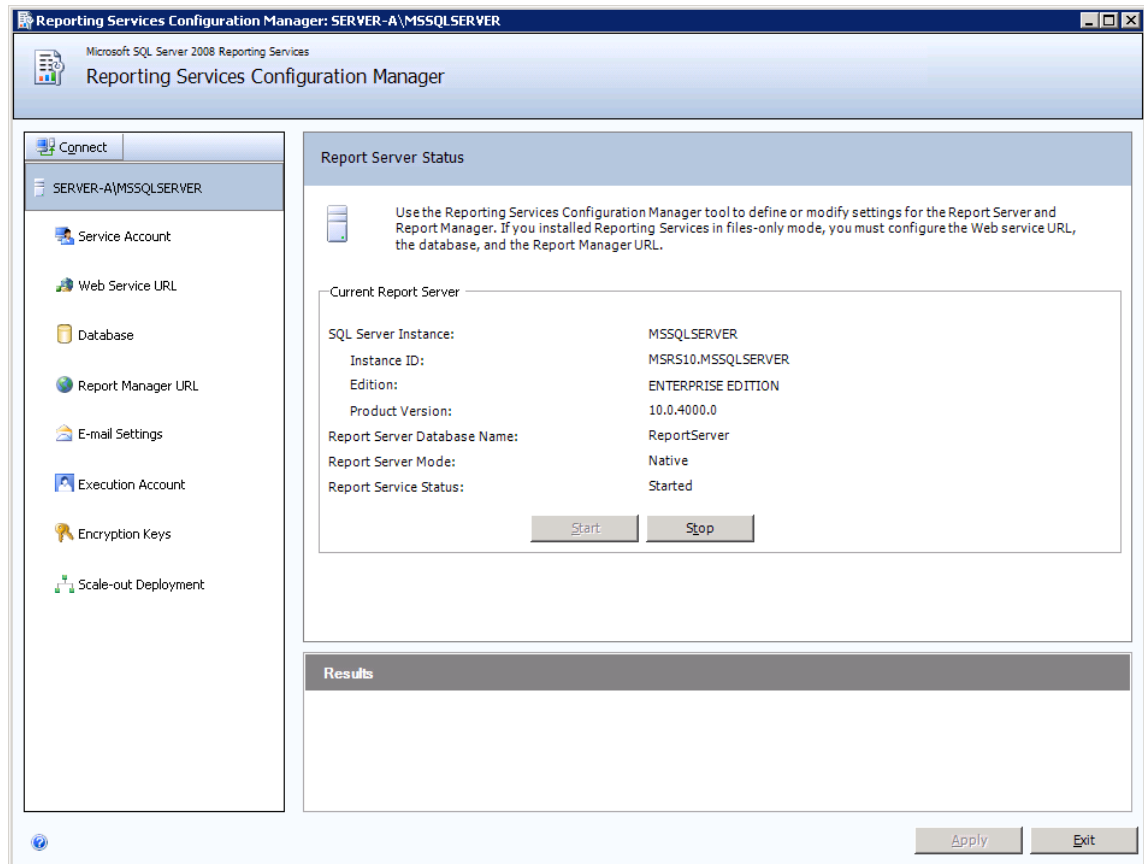 Reporting Services Configuration Manager: SERVER-A\MSSQLSERVER
Microsoft SQL Server 2008 Reporting Services
Reporting Services Configuration Manager
Connect
SERVER-A\MSSQLSERVER
Service Account
Web Service URL
Database
Report Manager URL
E-mail Settings
Execution Account
Encryption Keys
Scale-out Deployment
Report Server Status
Use the Reporting Services Configuration Manager tool to define or modify settings for the Report Server and
Report Manager. If you installed Reporting Services in files-only mode, you must configure the Web service URL,
the database, and the Report Manager URL.
Current Report Server
SQL Server Instance: MSSQLSERVER
Instance ID: MSRS10.MSSQLSERVER
Edition: ENTERPRISE EDITION
Product Version: 10.0.4000.0
Report Server Database Name: ReportServer
Report Server Mode: Native
Report Service Status: Started
Start Stop
Results
Apply Exit